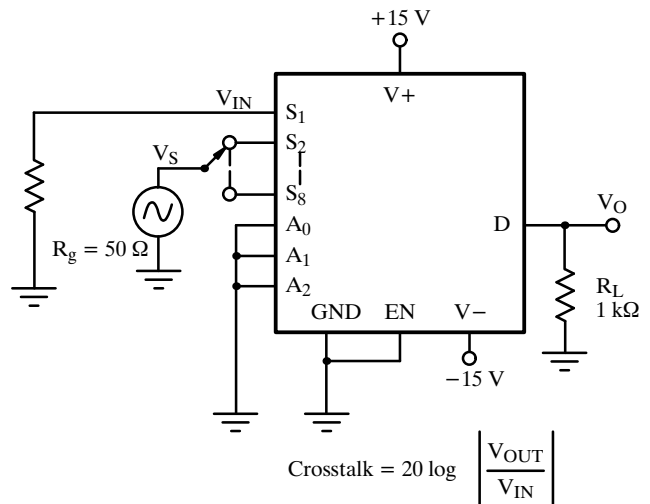 +15 V
V+
V_IN
S_1
V_S
S_2
S_8
R_g = 50 Ω
A_0
A_1
A_2
D
V_O
R_L
1 kΩ
GND
EN
V−
−15 V
Crosstalk = 20 log | V_OUT / V_IN |